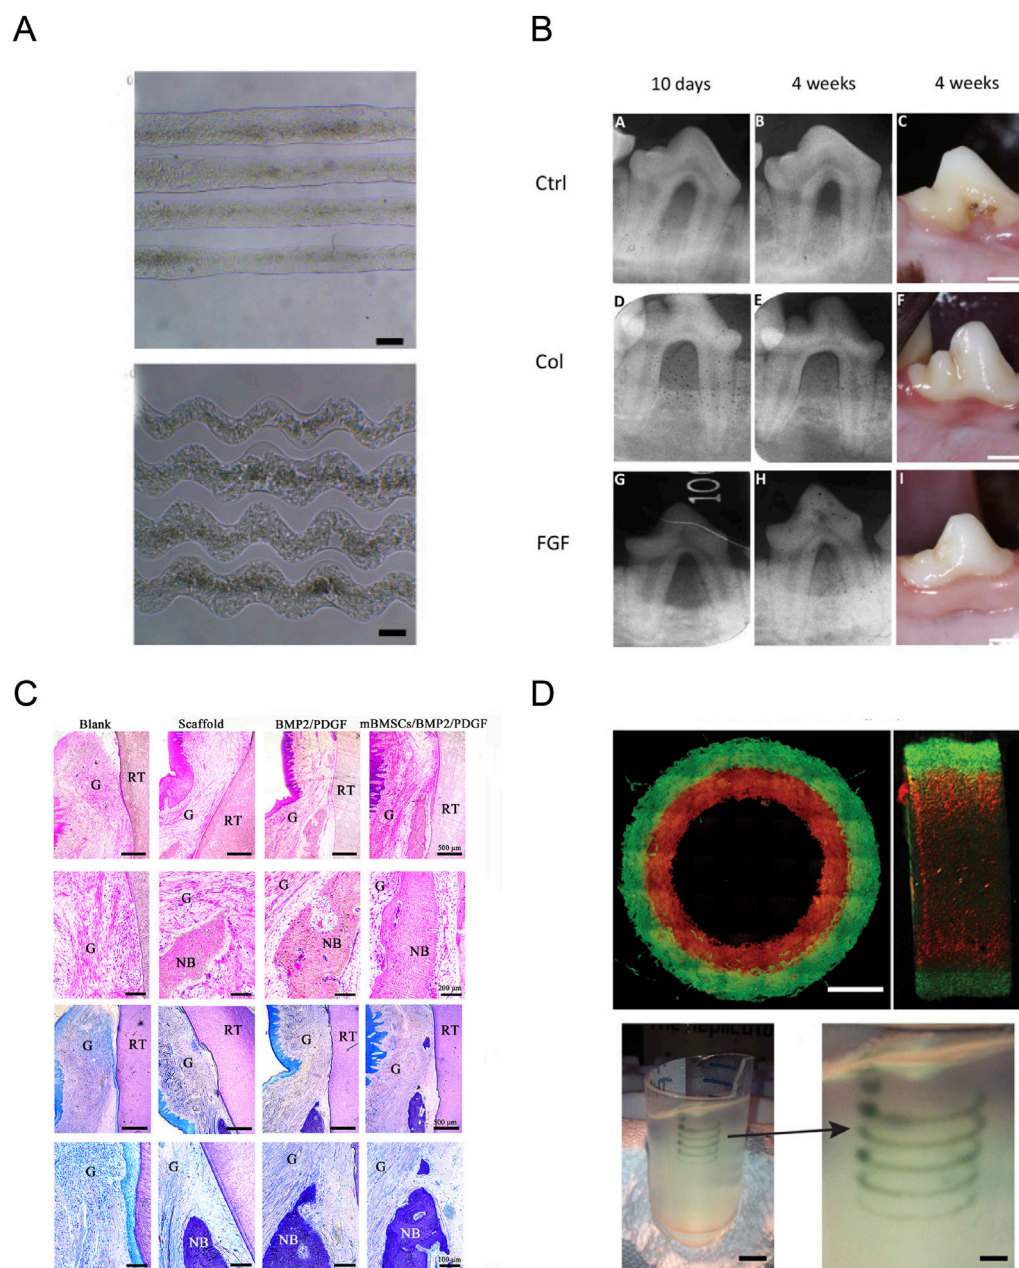 A
B
10 days
4 weeks
4 weeks
Ctrl
A
B
C
Col
D
E
F
FGF
G
100
H
I
C
D
Blank
Scaffold
BMP2/PDGF
mBMSCs/BMP2/PDGF
G
RT
G
RT
G
RT
G
RT
500 μm
G
G
NB
G
NB
G
NB
200 μm
G
RT
G
RT
G
RT
G
RT
500 μm
G
G
NB
G
NB
G
NB
100 μm